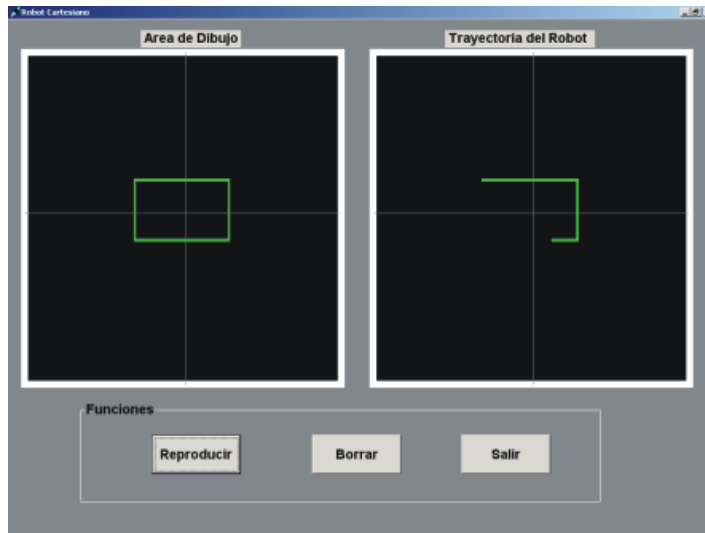 Robot Cartesiano
Area de Dibujo
Trayectoria del Robot
Funciones
Reproducir
Borrar
Salir